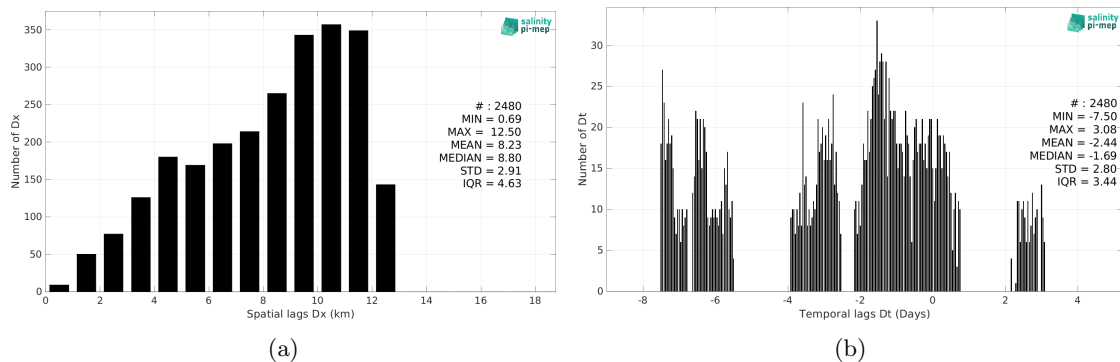 350
300
250
200
150
100
50
0
Number of Dx
salinity
pi-mep
# : 2480
MIN = 0.69
MAX = 12.50
MEAN = 8.23
MEDIAN = 8.80
STD = 2.91
IQR = 4.63
0 2 4 6 8 10 12 14 16 18
Spatial lags Dx (km)
(a)
30
25
20
15
10
5
0
Number of Dt
salinity
pi-mep
# : 2480
MIN = -7.50
MAX = 3.08
MEAN = -2.44
MEDIAN = -1.69
STD = 2.80
IQR = 3.44
-8 -6 -4 -2 0 2 4
Temporal lags Dt (Days)
(b)